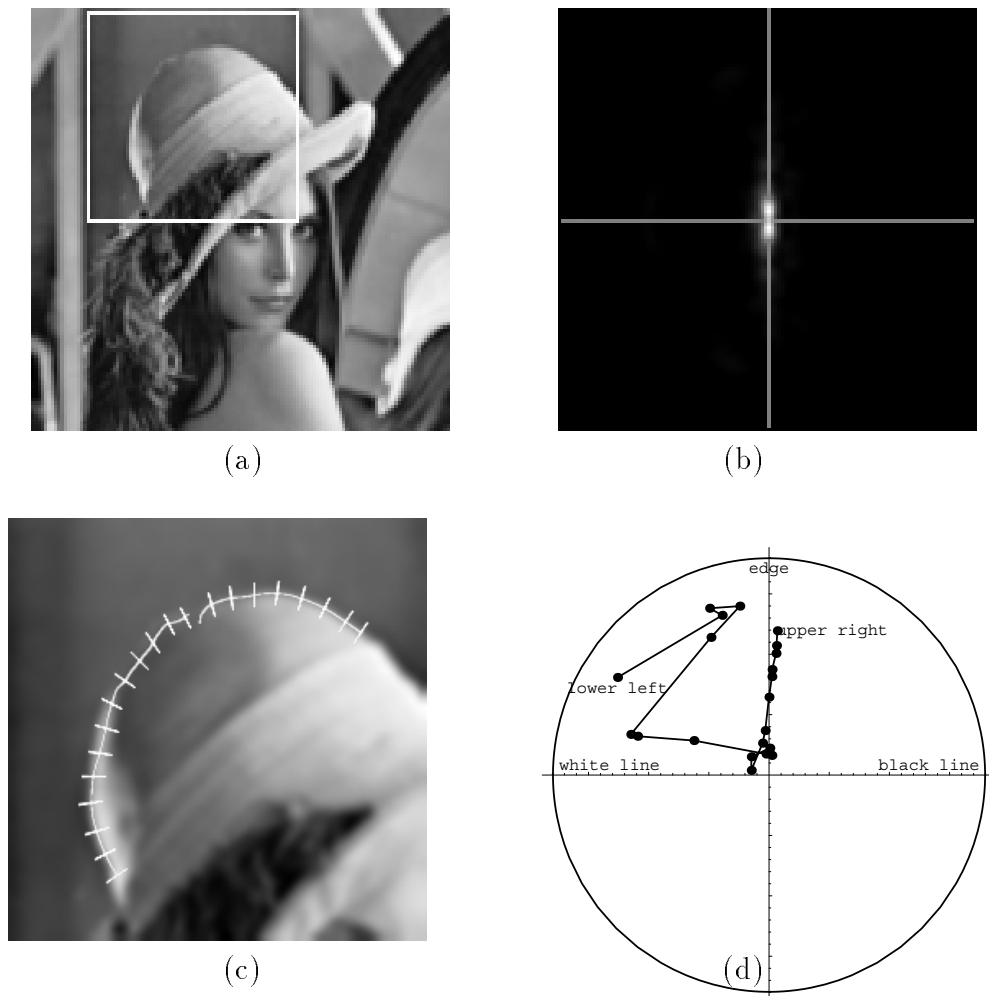 (a)
(b)
edge
upper right
lower left
white line
black line
(c)
(d)